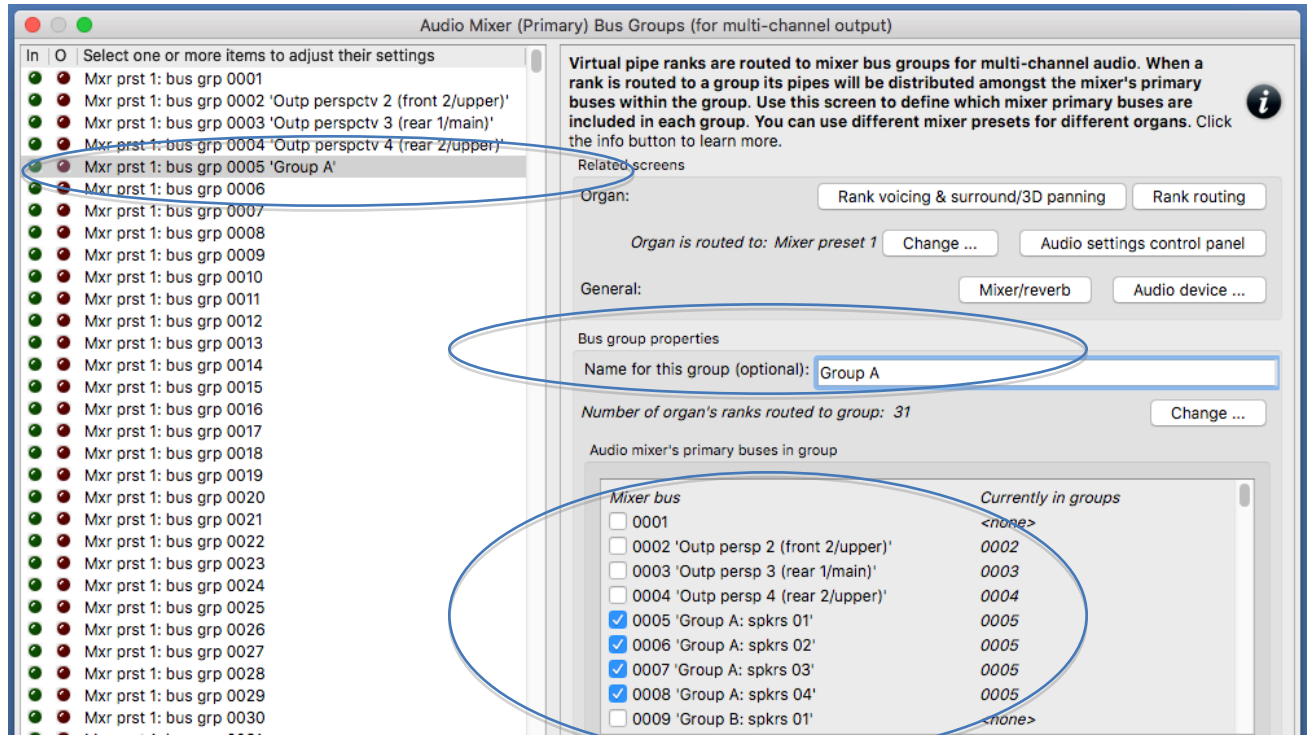 Audio Mixer (Primary) Bus Groups (for multi-channel output)
In O Select one or more items to adjust their settings
Mxr prst 1: bus grp 0001
Mxr prst 1: bus grp 0002 'Outp perspctv 2 (front 2/upper)'
Mxr prst 1: bus grp 0003 'Outp perspctv 3 (rear 1/main)'
Mxr prst 1: bus grp 0004 'Outp perspctv 4 (rear 2/upper)'
Mxr prst 1: bus grp 0005 'Group A'
Mxr prst 1: bus grp 0006
Mxr prst 1: bus grp 0007
Mxr prst 1: bus grp 0008
Mxr prst 1: bus grp 0009
Mxr prst 1: bus grp 0010
Mxr prst 1: bus grp 0011
Mxr prst 1: bus grp 0012
Mxr prst 1: bus grp 0013
Mxr prst 1: bus grp 0014
Mxr prst 1: bus grp 0015
Mxr prst 1: bus grp 0016
Mxr prst 1: bus grp 0017
Mxr prst 1: bus grp 0018
Mxr prst 1: bus grp 0019
Mxr prst 1: bus grp 0020
Mxr prst 1: bus grp 0021
Mxr prst 1: bus grp 0022
Mxr prst 1: bus grp 0023
Mxr prst 1: bus grp 0024
Mxr prst 1: bus grp 0025
Mxr prst 1: bus grp 0026
Mxr prst 1: bus grp 0027
Mxr prst 1: bus grp 0028
Mxr prst 1: bus grp 0029
Mxr prst 1: bus grp 0030
Virtual pipe ranks are routed to mixer bus groups for multi-channel audio. When a
rank is routed to a group its pipes will be distributed amongst the mixer's primary
buses within the group. Use this screen to define which mixer primary buses are
included in each group. You can use different mixer presets for different organs. Click
the info button to learn more.
i
Related screens
Organ: Rank voicing & surround/3D panning Rank routing
Organ is routed to: Mixer preset 1 Change ... Audio settings control panel
General: Mixer/reverb Audio device ...
Bus group properties
Name for this group (optional): Group A
Number of organ's ranks routed to group: 31 Change ...
Audio mixer's primary buses in group
Mixer bus Currently in groups
0001 <none>
0002 'Outp persp 2 (front 2/upper)' 0002
0003 'Outp persp 3 (rear 1/main)' 0003
0004 'Outp persp 4 (rear 2/upper)' 0004
0005 'Group A: spkrs 01' 0005
0006 'Group A: spkrs 02' 0005
0007 'Group A: spkrs 03' 0005
0008 'Group A: spkrs 04' 0005
0009 'Group B: spkrs 01' <none>